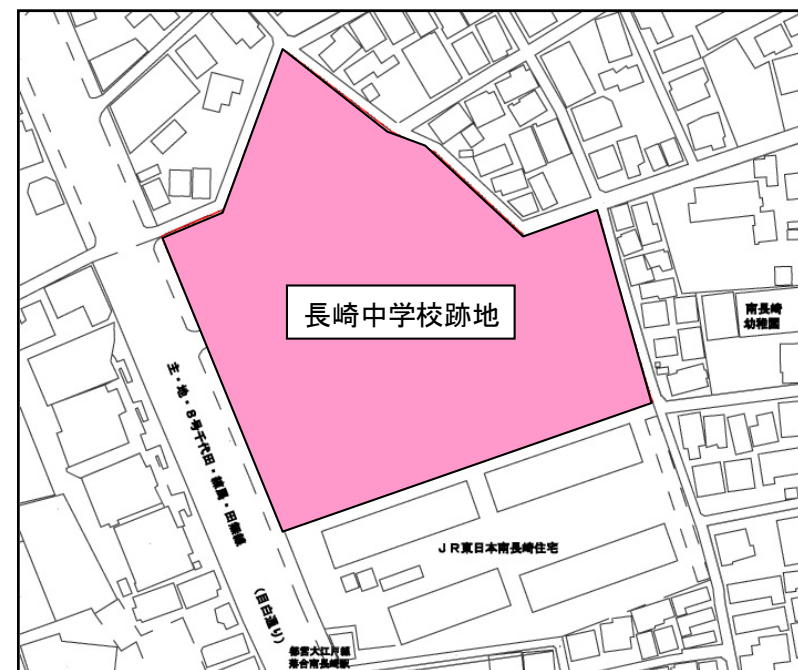 長崎中学校跡地
南長崎
幼稚園
主・地・8号千代田・練馬・田無線
JR東日本南長崎住宅
(目白通り)
都営大江戸線
落合南長崎駅